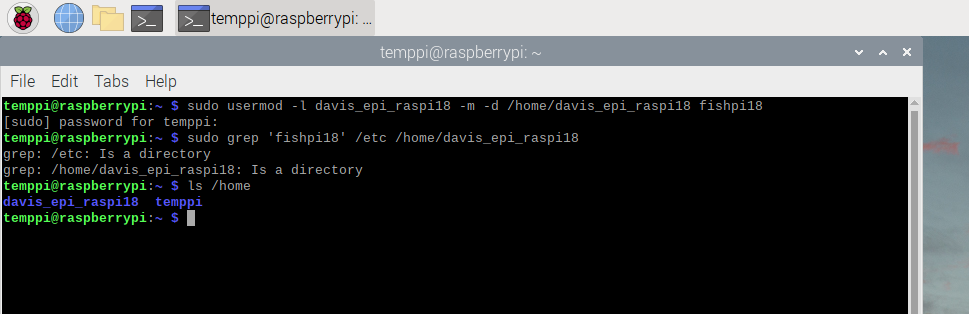 temppi@raspberrypi: ...
temppi@raspberrypi: ~
File Edit Tabs Help
temppi@raspberrypi:~ $ sudo usermod -l davis_epi_raspi18 -m -d /home/davis_epi_raspi18 fishpi18
[sudo] password for temppi:
temppi@raspberrypi:~ $ sudo grep 'fishpi18' /etc /home/davis_epi_raspi18
grep: /etc: Is a directory
grep: /home/davis_epi_raspi18: Is a directory
temppi@raspberrypi:~ $ ls /home
davis_epi_raspi18  temppi
temppi@raspberrypi:~ $